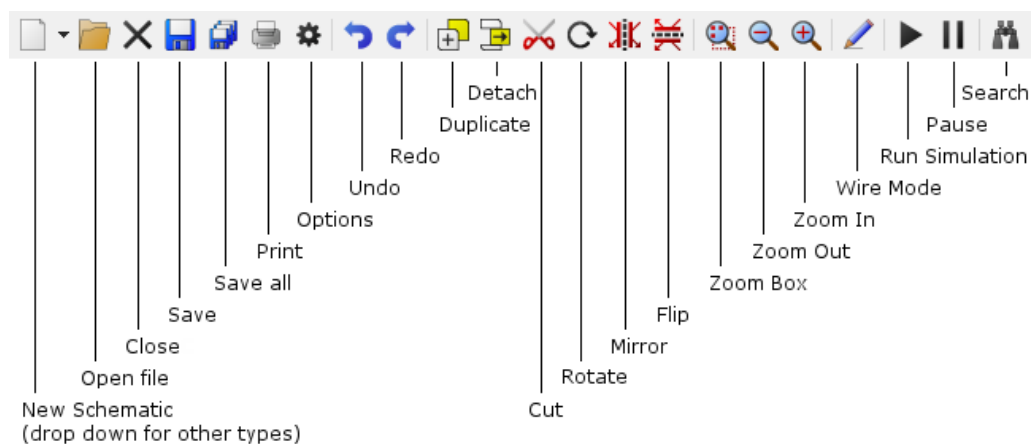 Detach
Search
Duplicate
Pause
Redo
Run Simulation
Undo
Wire Mode
Options
Zoom In
Print
Zoom Out
Save all
Zoom Box
Save
Flip
Close
Mirror
Open file
Rotate
New Schematic
(drop down for other types)
Cut